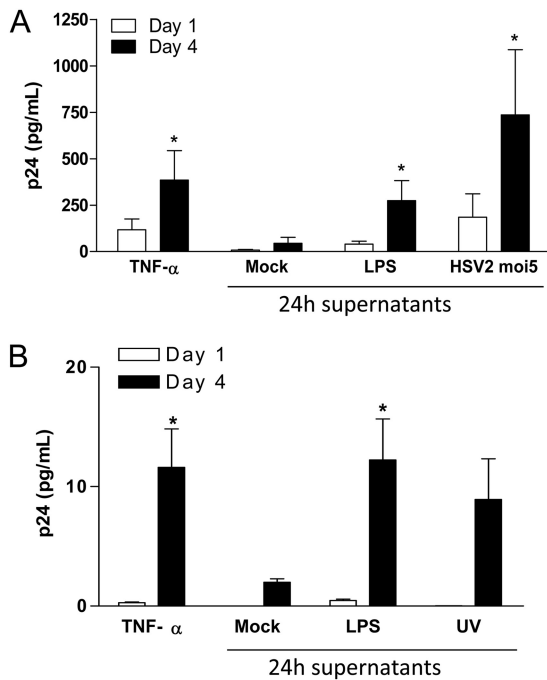 A
p24 (pg/mL)
1250
1000
750
500
250
0
Day 1
Day 4
*
*
*
TNF-α Mock LPS HSV2 moi5
24h supernatants
B
p24 (pg/mL)
20
10
0
Day 1
Day 4
*
*
TNF- α Mock LPS UV
24h supernatants